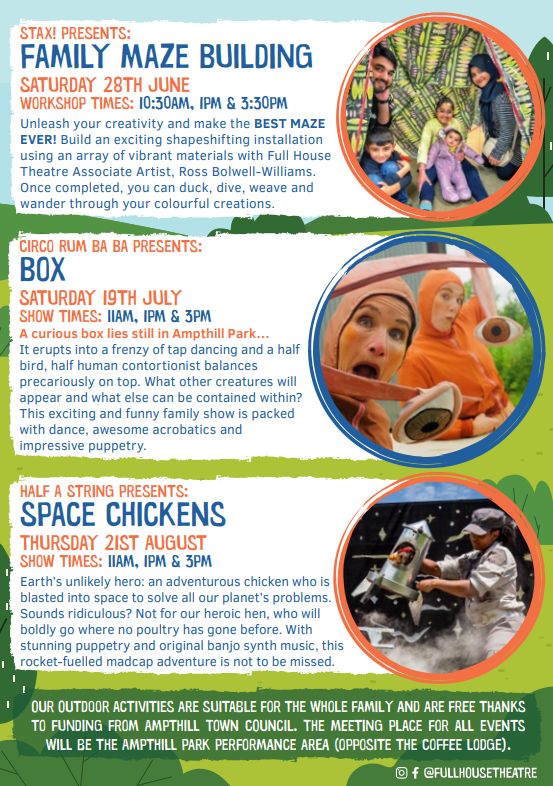 STAX! PRESENTS:
FAMILY MAZE BUILDING
SATURDAY 28TH JUNE
WORKSHOP TIMES: 10:30AM, 1PM & 3:30PM
Unleash your creativity and make the BEST MAZE
EVER! Build an exciting shapeshifting installation
using an array of vibrant materials with Full House
Theatre Associate Artist, Ross Bolwell-Williams.
Once completed, you can duck, dive, weave and
wander through your colourful creations.
CIRCO RUM BA BA PRESENTS:
BOX
SATURDAY 19TH JULY
SHOW TIMES: 11AM, 1PM & 3PM
A curious box lies still in Ampthill Park...
It erupts into a frenzy of tap dancing and a half
bird, half human contortionist balances
precariously on top. What other creatures will
appear and what else can be contained within?
This exciting and funny family show is packed
with dance, awesome acrobatics and
impressive puppetry.
HALF A STRING PRESENTS:
SPACE CHICKENS
THURSDAY 21ST AUGUST
SHOW TIMES: 11AM, 1PM & 3PM
Earth's unlikely hero: an adventurous chicken who is
blasted into space to solve all our planet's problems.
Sounds ridiculous? Not for our heroic hen, who will
boldly go where no poultry has gone before. With
stunning puppetry and original banjo synth music, this
rocket-fuelled madcap adventure is not to be missed.
OUR OUTDOOR ACTIVITIES ARE SUITABLE FOR THE WHOLE FAMILY AND ARE FREE THANKS
TO FUNDING FROM AMPTHILL TOWN COUNCIL. THE MEETING PLACE FOR ALL EVENTS
WILL BE THE AMPTHILL PARK PERFORMANCE AREA (OPPOSITE THE COFFEE LODGE).
@FULLHOUSETHEATRE